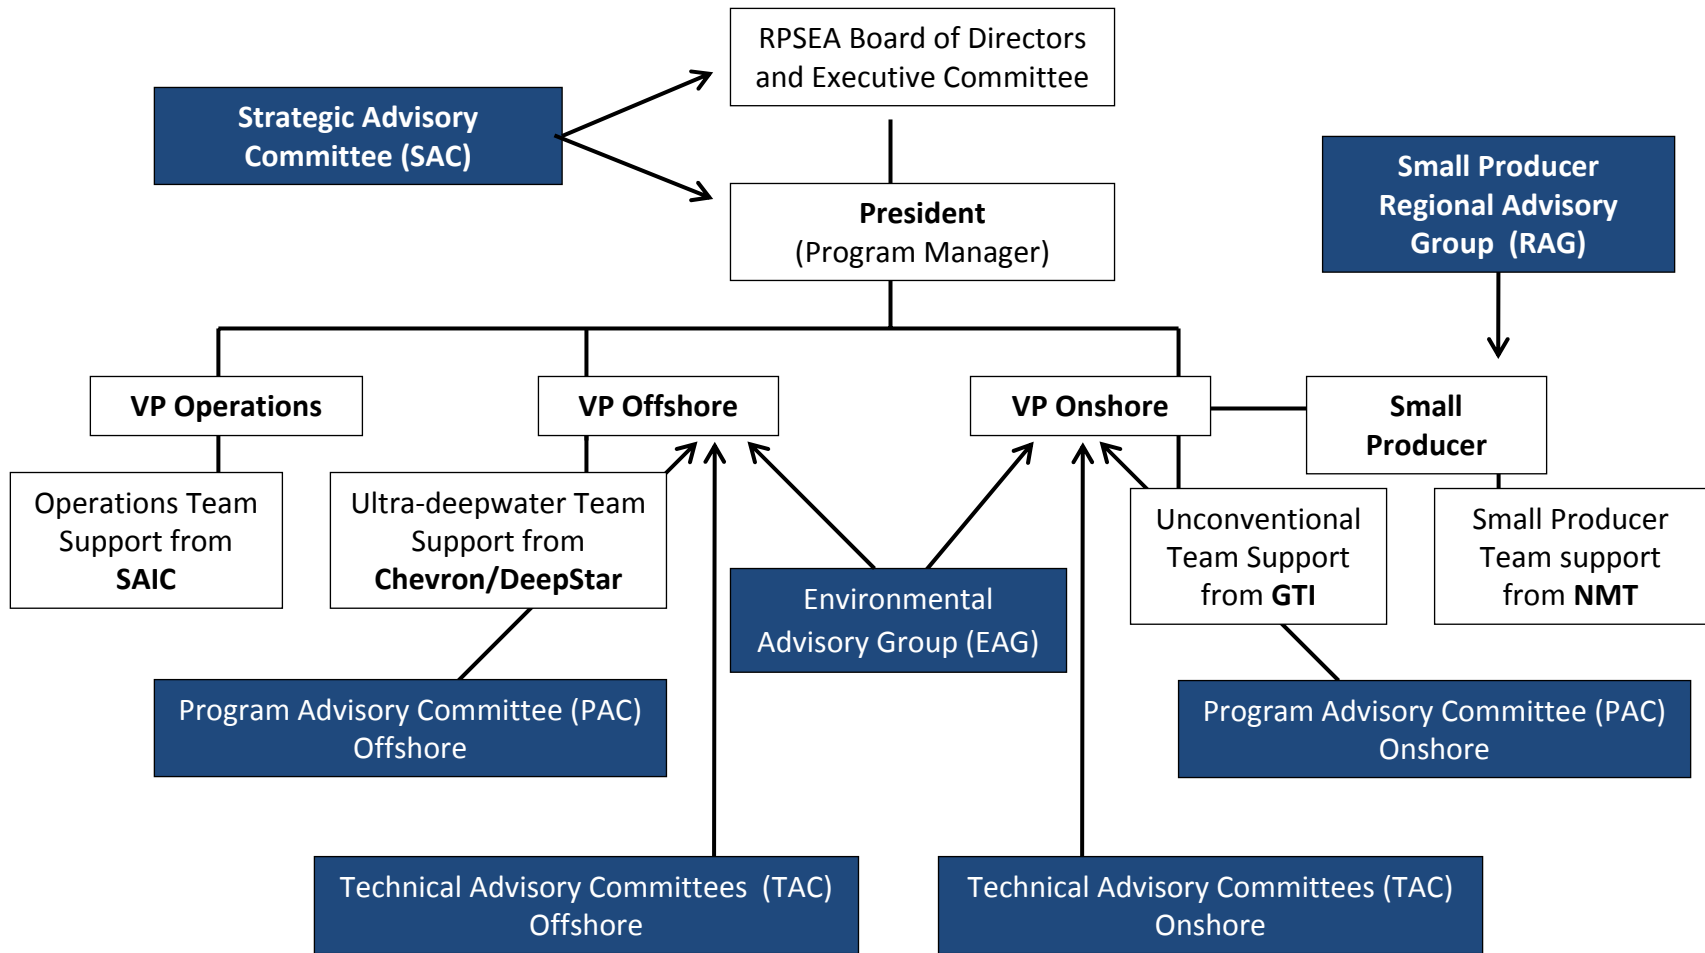 RPSEA Board of Directors
and Executive Committee
Strategic Advisory
Committee (SAC)
Small Producer
Regional Advisory
Group (RAG)
President
(Program Manager)
VP Operations
VP Offshore
VP Onshore
Small
Producer
Operations Team
Support from
SAIC
Ultra-deepwater Team
Support from
Chevron/DeepStar
Unconventional
Team Support
from GTI
Small Producer
Team support
from NMT
Environmental
Advisory Group (EAG)
Program Advisory Committee (PAC)
Offshore
Program Advisory Committee (PAC)
Onshore
Technical Advisory Committees (TAC)
Offshore
Technical Advisory Committees (TAC)
Onshore